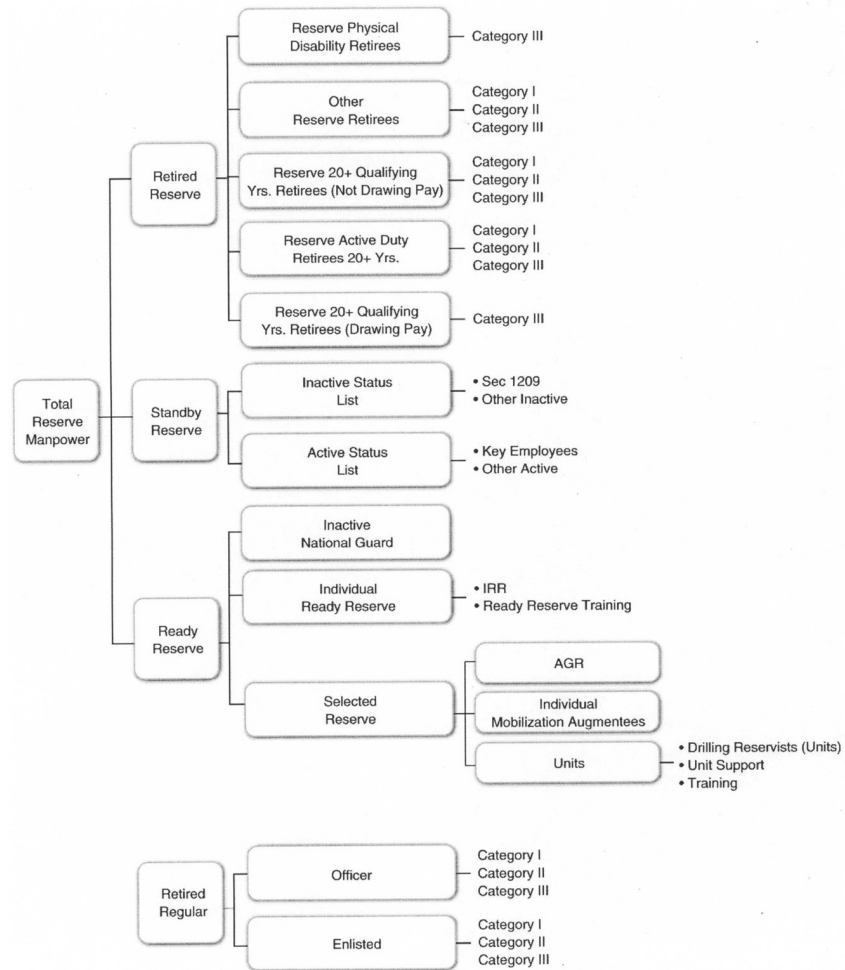 Reserve Physical
Disability Retirees
Category III
Other
Reserve Retirees
Category I
Category II
Category III
Retired
Reserve
Reserve 20+ Qualifying
Yrs. Retirees (Not Drawing Pay)
Category I
Category II
Category III
Reserve Active Duty
Retirees 20+ Yrs.
Category I
Category II
Category III
Reserve 20+ Qualifying
Yrs. Retirees (Drawing Pay)
Category III
Total
Reserve
Manpower
Standby
Reserve
Inactive Status
List
• Sec 1209
• Other Inactive
Active Status
List
• Key Employees
• Other Active
Ready
Reserve
Inactive
National Guard
Individual
Ready Reserve
• IRR
• Ready Reserve Training
Selected
Reserve
AGR
Individual
Mobilization Augmentees
Units
• Drilling Reservists (Units)
• Unit Support
• Training
Retired
Regular
Officer
Category I
Category II
Category III
Enlisted
Category I
Category II
Category III